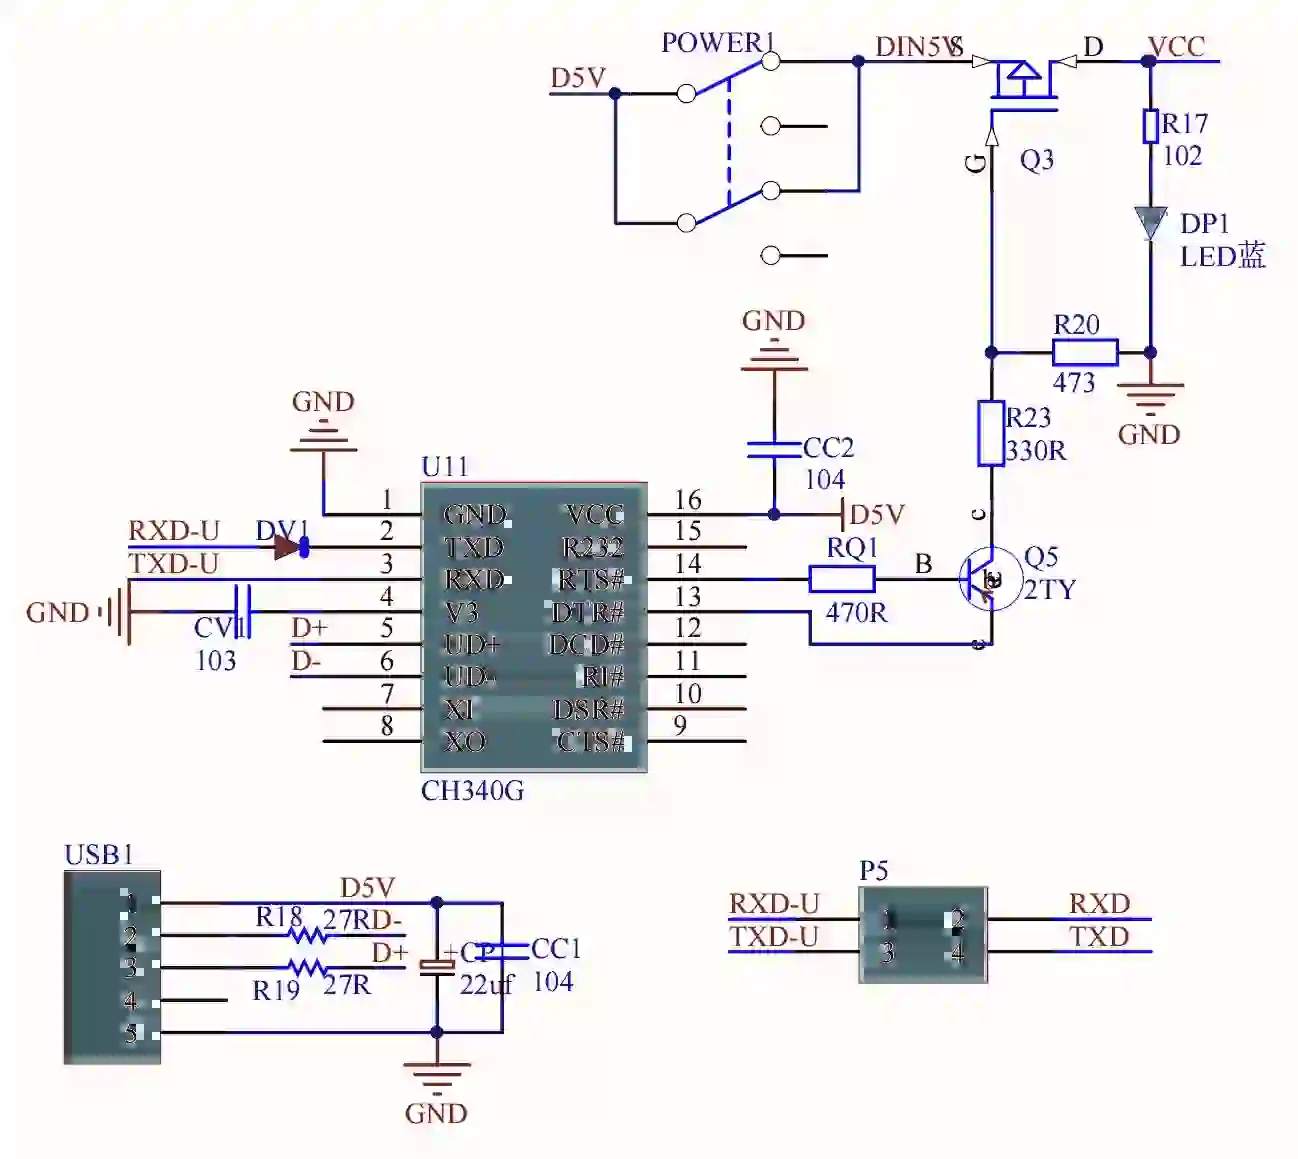 POWER1
D5V
DIN5V
S
D
VCC
R17
102
G
Q3
DP1
LED蓝
GND
R20
473
GND
R23
330R
GND
CC2
104
U11
1 GND VCC 16
D5V
RXD-U DV1 2 TXD R232 15
TXD-U 3 RXD RTS# 14
RQ1
470R
B
c
Q5
2TY
e
GND CV1 4 V3 DTR# 13
103
D+ 5 UD+ DCD# 12
D- 6 UD- RI# 11
7 XI DSR# 10
8 XO CTS# 9
CH340G
USB1
1 D5V
2 R18 27R D-
3 R19 27R D+
4
5
+
CP
22uf
CC1
104
GND
P5
RXD-U 1 2 RXD
TXD-U 3 4 TXD